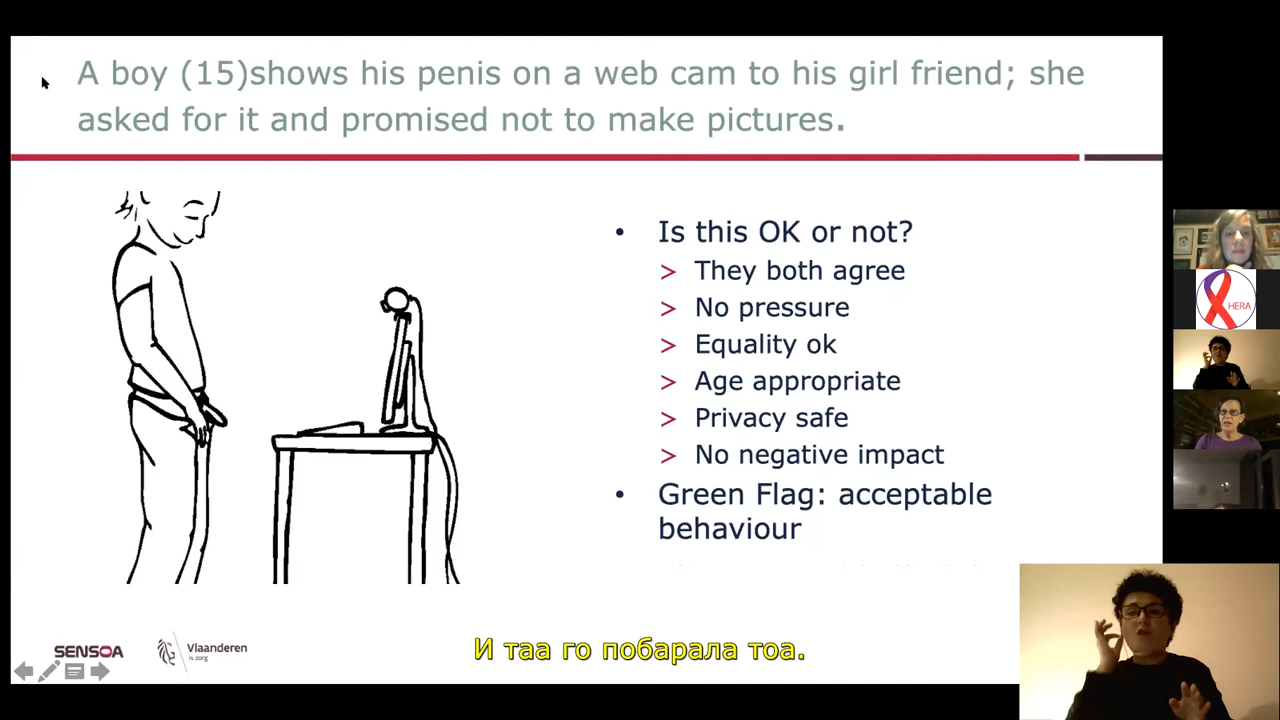 A boy (15)shows his penis on a web cam to his girl friend; she
asked for it and promised not to make pictures.
• Is this OK or not?
> They both agree
> No pressure
> Equality ok
> Age appropriate
> Privacy safe
> No negative impact
• Green Flag: acceptable
behaviour
HERA
SENSOA
Vlaanderen
is zorg
И таа го побарала тоа.